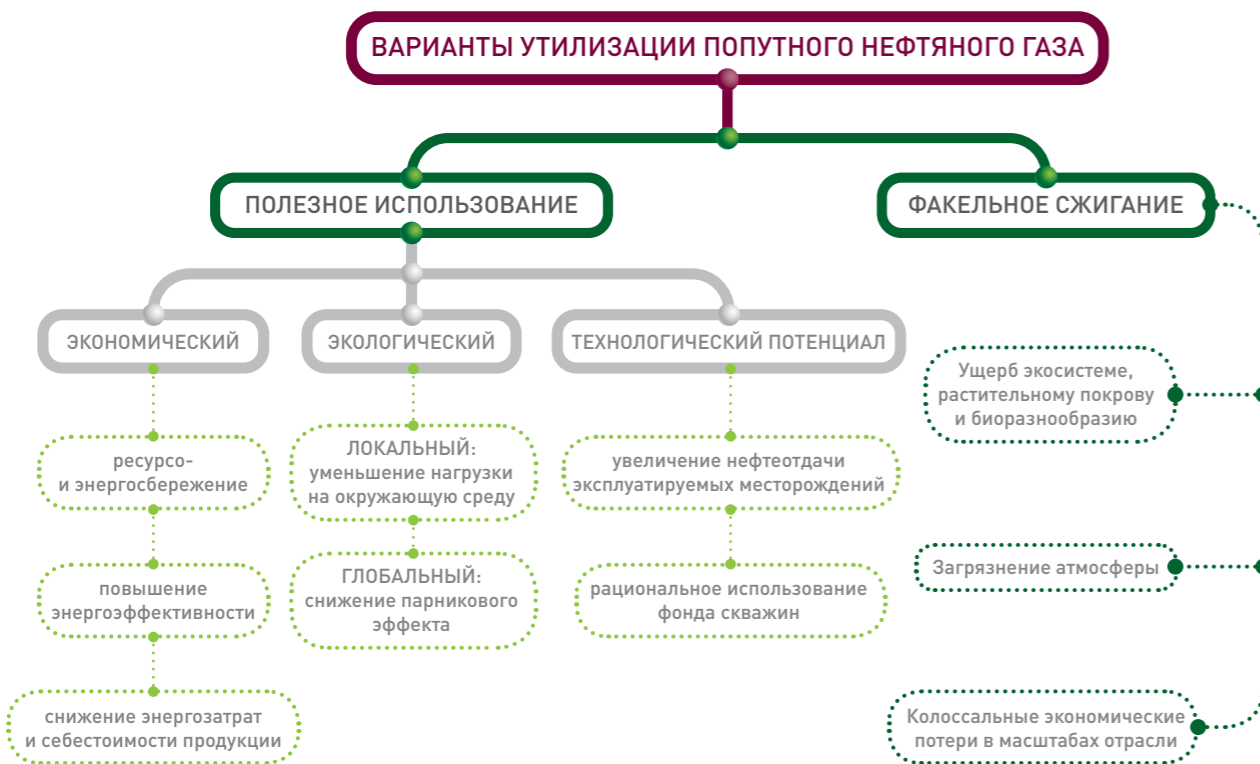 ВАРИАНТЫ УТИЛИЗАЦИИ ПОПУТНОГО НЕФТЯНОГО ГАЗА
ПОЛЕЗНОЕ ИСПОЛЬЗОВАНИЕ
ФАКЕЛЬНОЕ СЖИГАНИЕ
ЭКОНОМИЧЕСКИЙ
ЭКОЛОГИЧЕСКИЙ
ТЕХНОЛОГИЧЕСКИЙ ПОТЕНЦИАЛ
ресурсо-
и энергосбережение
повышение
энергоэффективности
снижение энергозатрат
и себестоимости продукции
ЛОКАЛЬНЫЙ:
уменьшение нагрузки
на окружающую среду
ГЛОБАЛЬНЫЙ:
снижение парникового
эффекта
увеличение нефтеотдачи
эксплуатируемых месторождений
рациональное использование
фонда скважин
Ущерб экосистеме,
растительному покрову
и биоразнообразию
Загрязнение атмосферы
Колоссальные экономические
потери в масштабах отрасли